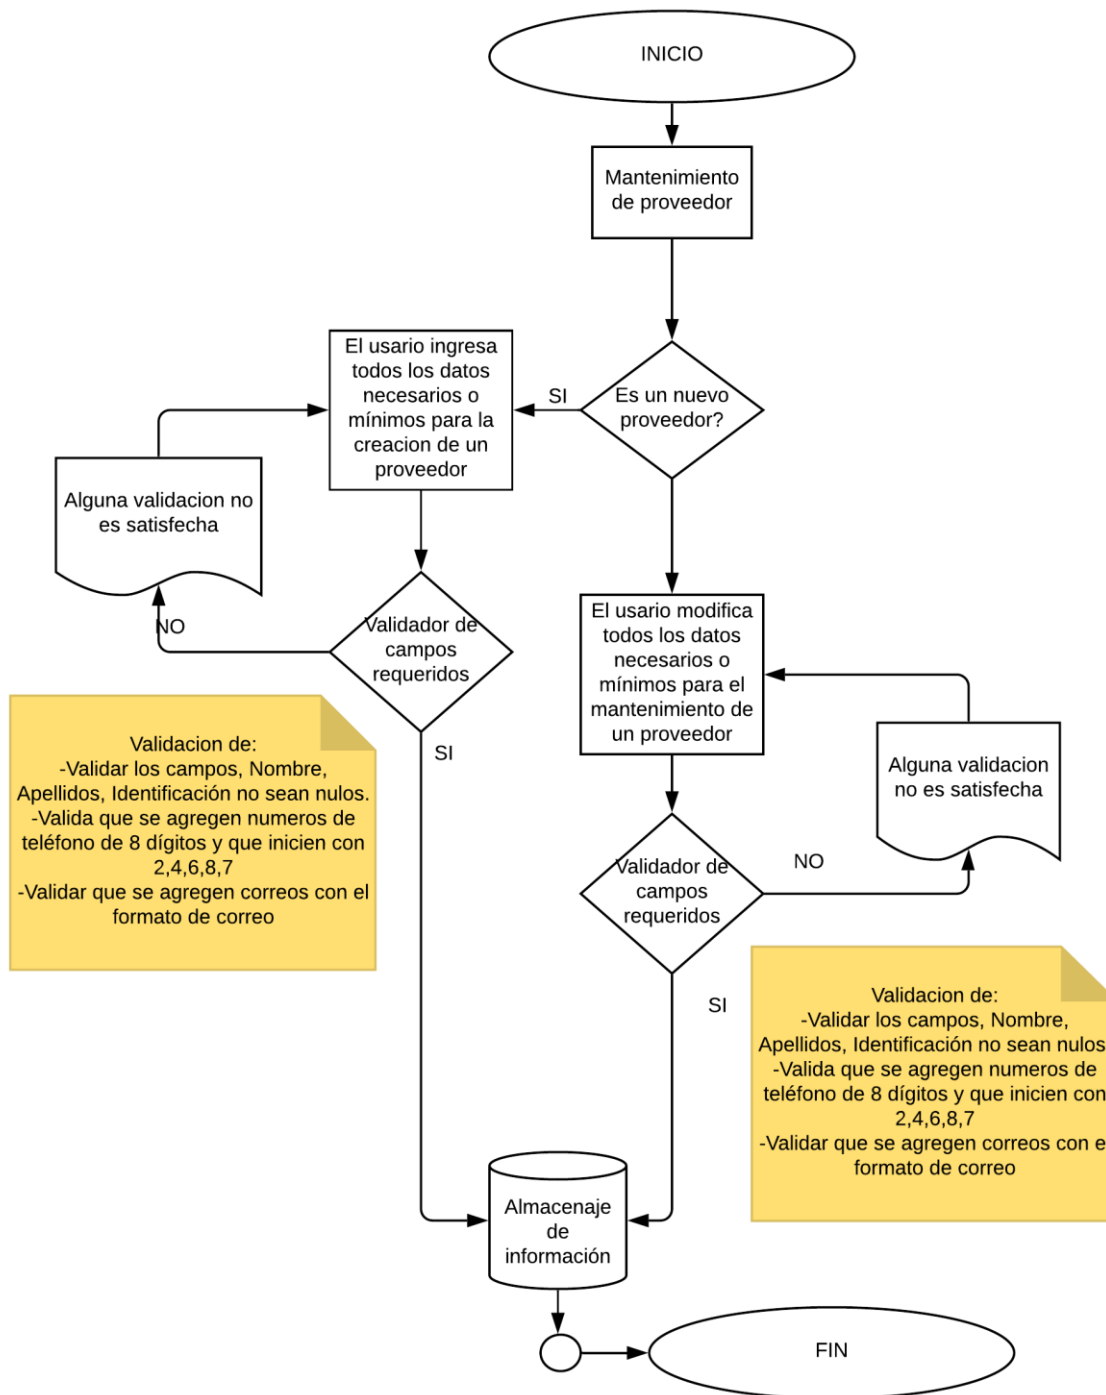 INICIO
Mantenimiento
de proveedor
Es un nuevo
proveedor?
SI
El usario ingresa
todos los datos
necesarios o
mínimos para la
creacion de un
proveedor
Alguna validacion no
es satisfecha
NO
Validador de
campos
requeridos
SI
Validacion de:
-Validar los campos, Nombre,
Apellidos, Identificación no sean nulos.
-Valida que se agregen numeros de
teléfono de 8 dígitos y que inicien con
2,4,6,8,7
-Validar que se agregen correos con el
formato de correo
El usario modifica
todos los datos
necesarios o
mínimos para el
mantenimiento de
un proveedor
Alguna validacion
no es satisfecha
NO
Validador de
campos
requeridos
SI
Validacion de:
-Validar los campos, Nombre,
Apellidos, Identificación no sean nulos
-Valida que se agregen numeros de
teléfono de 8 dígitos y que inicien con
2,4,6,8,7
-Validar que se agregen correos con e
formato de correo
Almacenaje
de
información
FIN